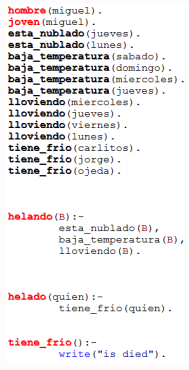 hombre(miguel).
joven(miguel).
esta_nublado(jueves).
esta_nublado(lunes).
baja_temperatura(sabado).
baja_temperatura(domingo).
baja_temperatura(miercoles).
baja_temperatura(jueves).
lloviendo(miercoles).
lloviendo(jueves).
lloviendo(viernes).
lloviendo(lunes).
tiene_frio(carlitos).
tiene_frio(jorge).
tiene_frio(ojeda).
helando(B):-
esta_nublado(B),
baja_temperatura(B),
lloviendo(B).
helado(quien):-
tiene_frio(quien).
tiene_frio():-
write("is died").